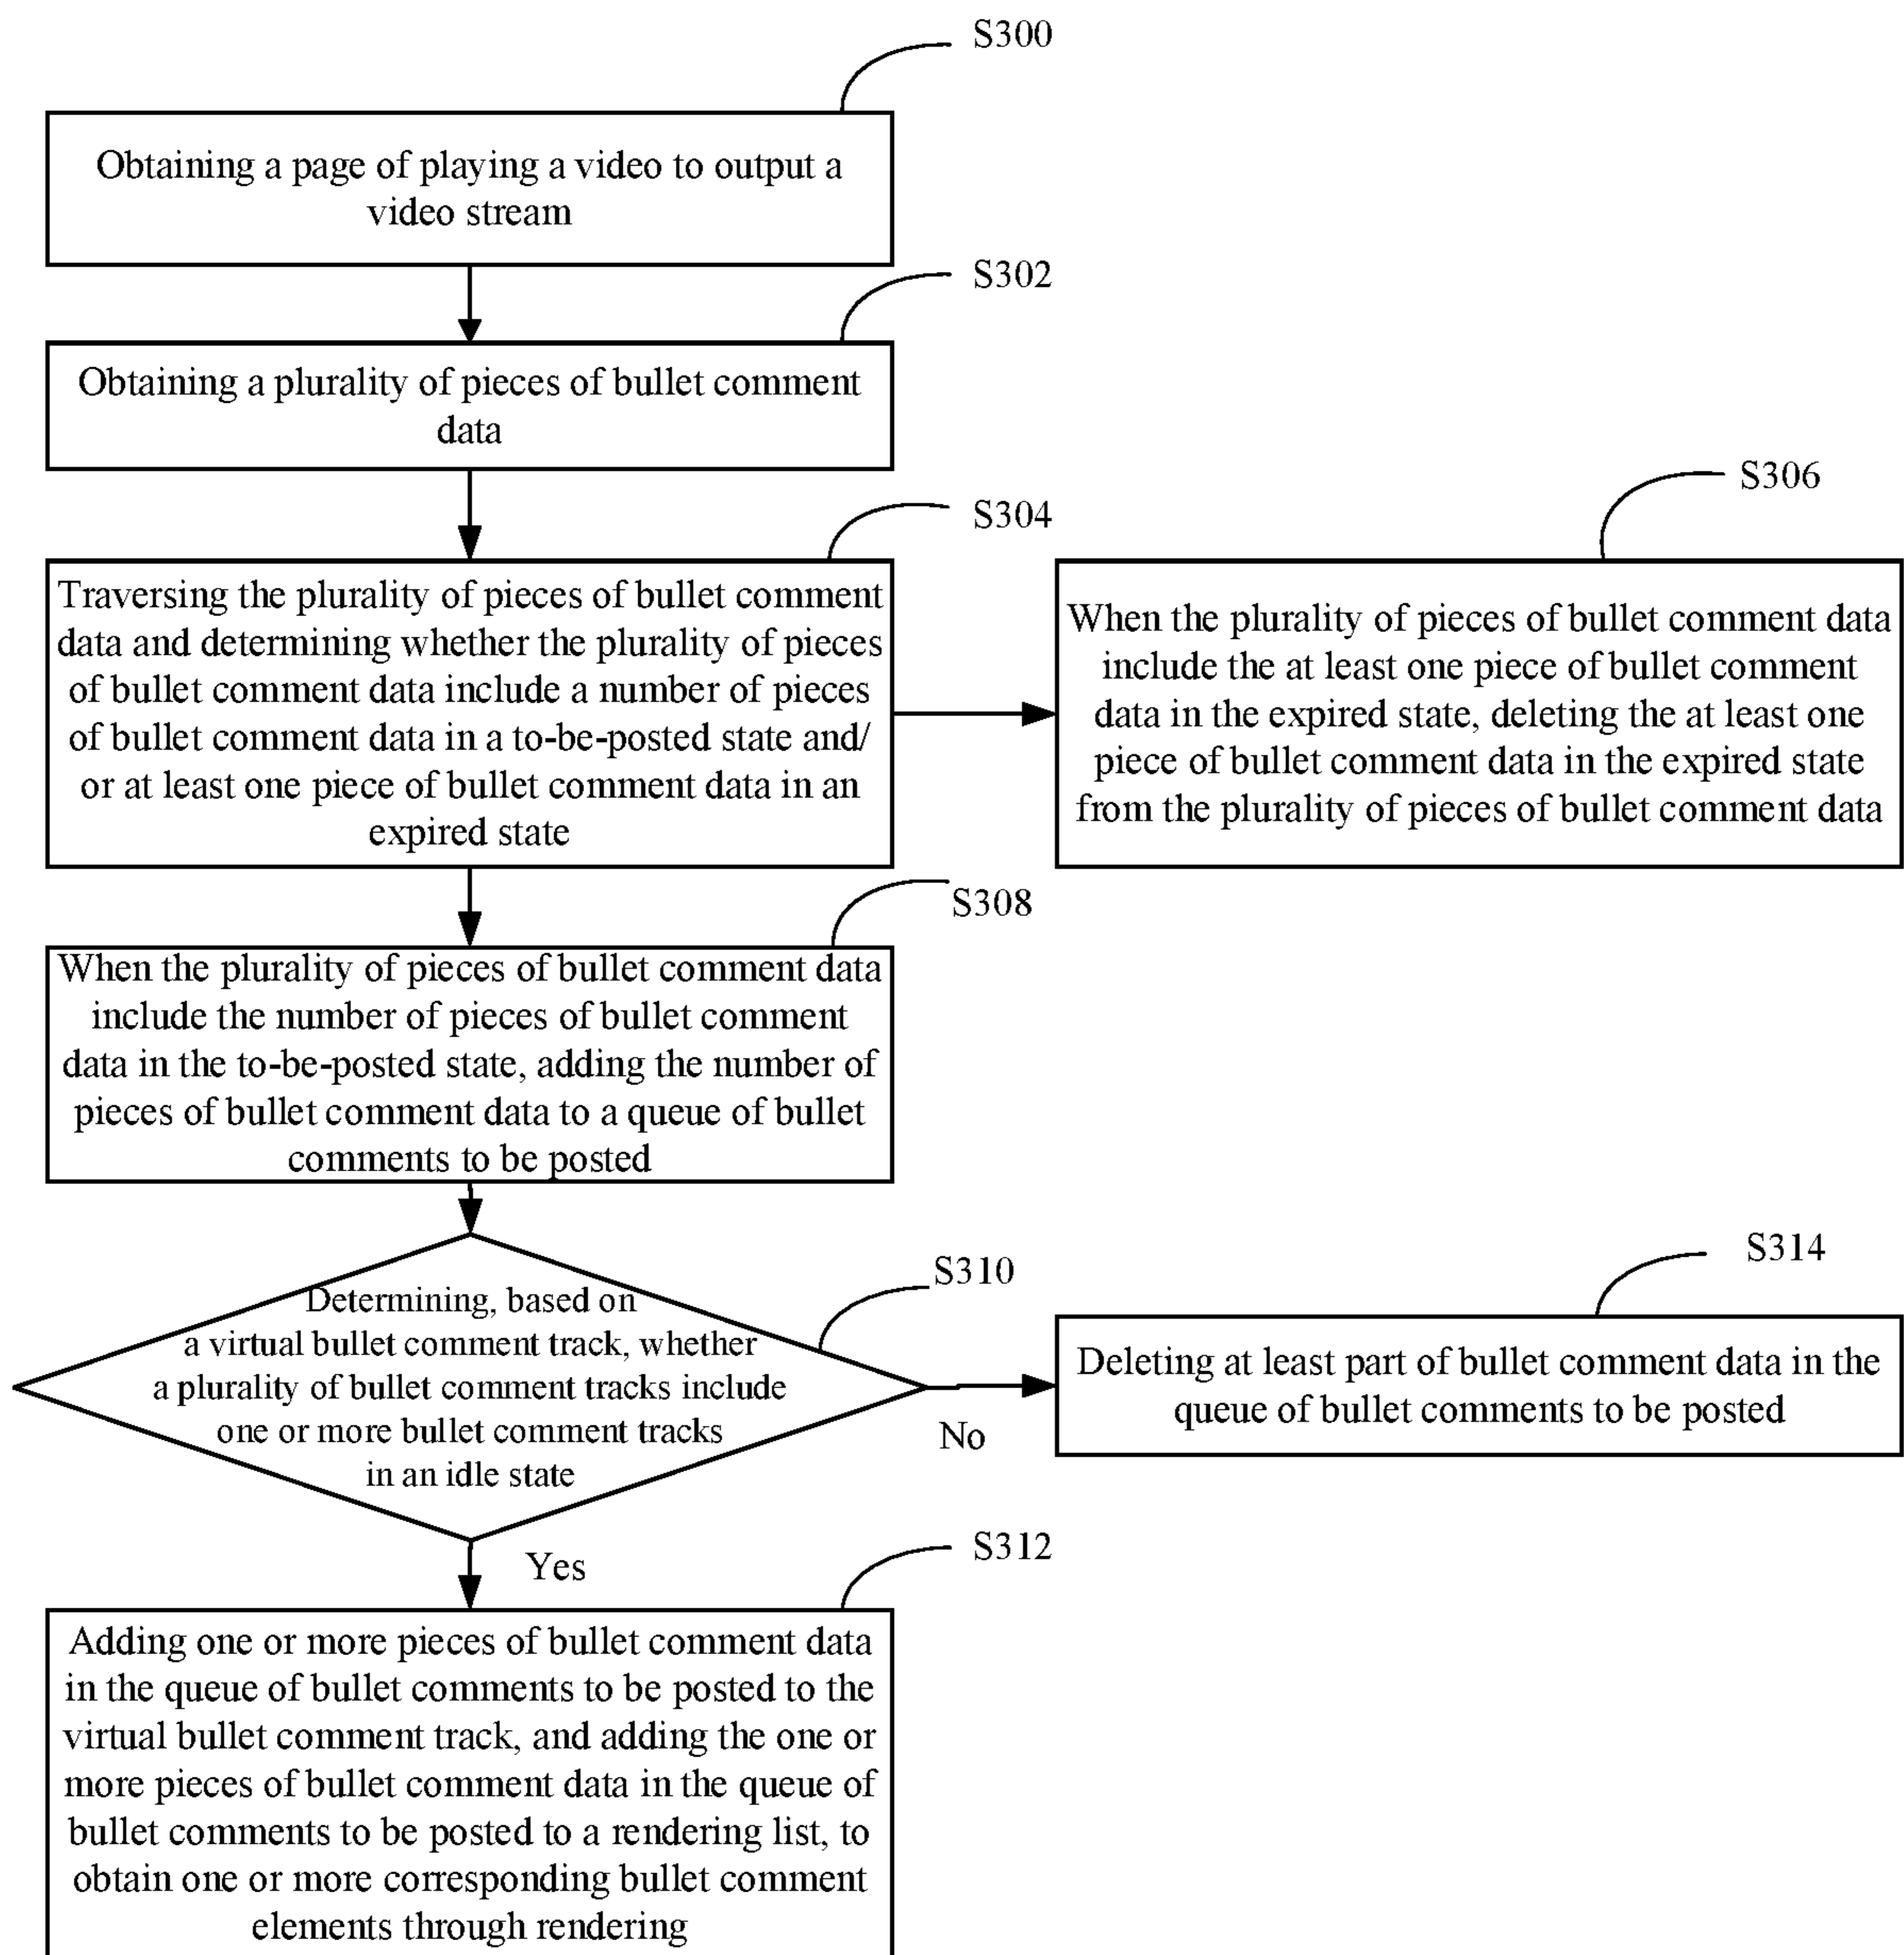 S300
Obtaining a page of playing a video to output a
video stream
S302
Obtaining a plurality of pieces of bullet comment
data
S304
Traversing the plurality of pieces of bullet comment
data and determining whether the plurality of pieces
of bullet comment data include a number of pieces
of bullet comment data in a to-be-posted state and/
or at least one piece of bullet comment data in an
expired state
S306
When the plurality of pieces of bullet comment data
include the at least one piece of bullet comment
data in the expired state, deleting the at least one
piece of bullet comment data in the expired state
from the plurality of pieces of bullet comment data
S308
When the plurality of pieces of bullet comment data
include the number of pieces of bullet comment
data in the to-be-posted state, adding the number of
pieces of bullet comment data to a queue of bullet
comments to be posted
S310
Determining, based on
a virtual bullet comment track, whether
a plurality of bullet comment tracks include
one or more bullet comment tracks
in an idle state
No
S314
Deleting at least part of bullet comment data in the
queue of bullet comments to be posted
Yes
S312
Adding one or more pieces of bullet comment data
in the queue of bullet comments to be posted to the
virtual bullet comment track, and adding the one or
more pieces of bullet comment data in the queue of
bullet comments to be posted to a rendering list, to
obtain one or more corresponding bullet comment
elements through rendering